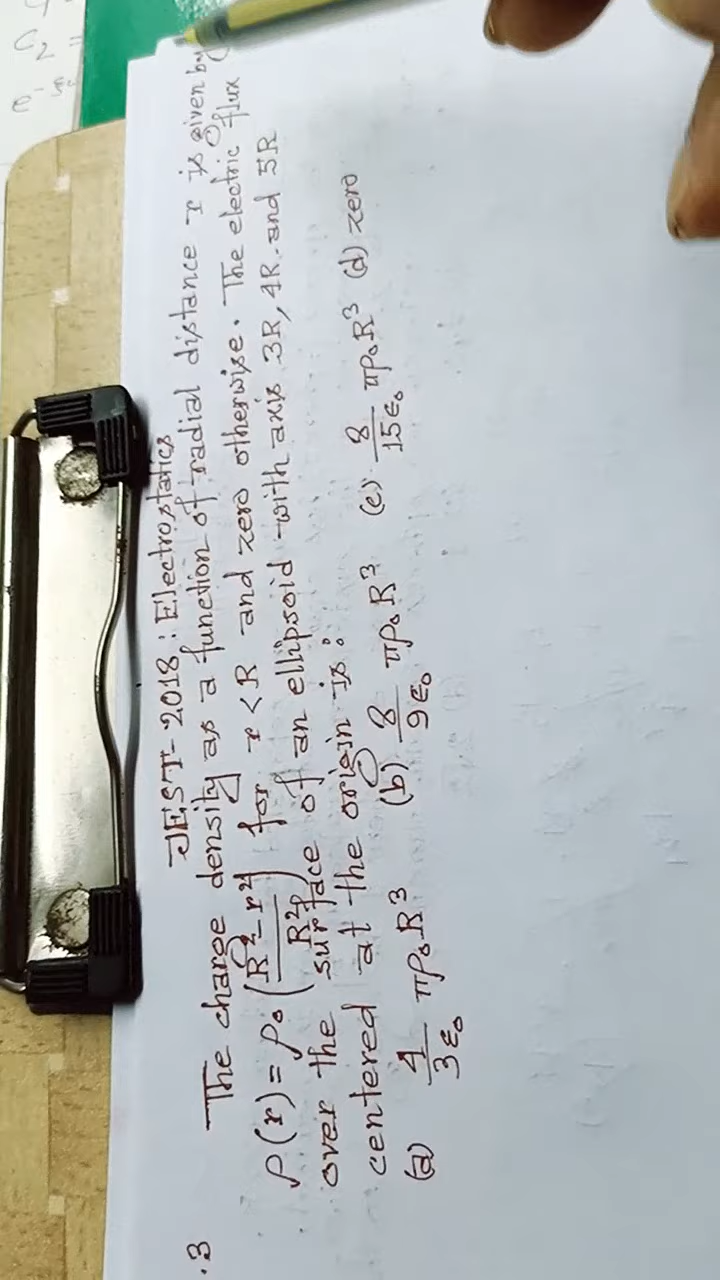 C₂ =
JEST-2018: Electrostatics
.3 The charge density as a function of radial distance r is given by
ρ(r) = ρ₀ (R² - r² / R²) for r < R and zero otherwise. The electric flux
over the surface of an ellipsoid with axis 3R, 4R. and 5R
centered at the origin is:
(a) 4/3ε₀ πρ₀R³ (b) 8/9ε₀ πρ₀R³ (c) 8/15ε₀ πρ₀R³ (d) zero